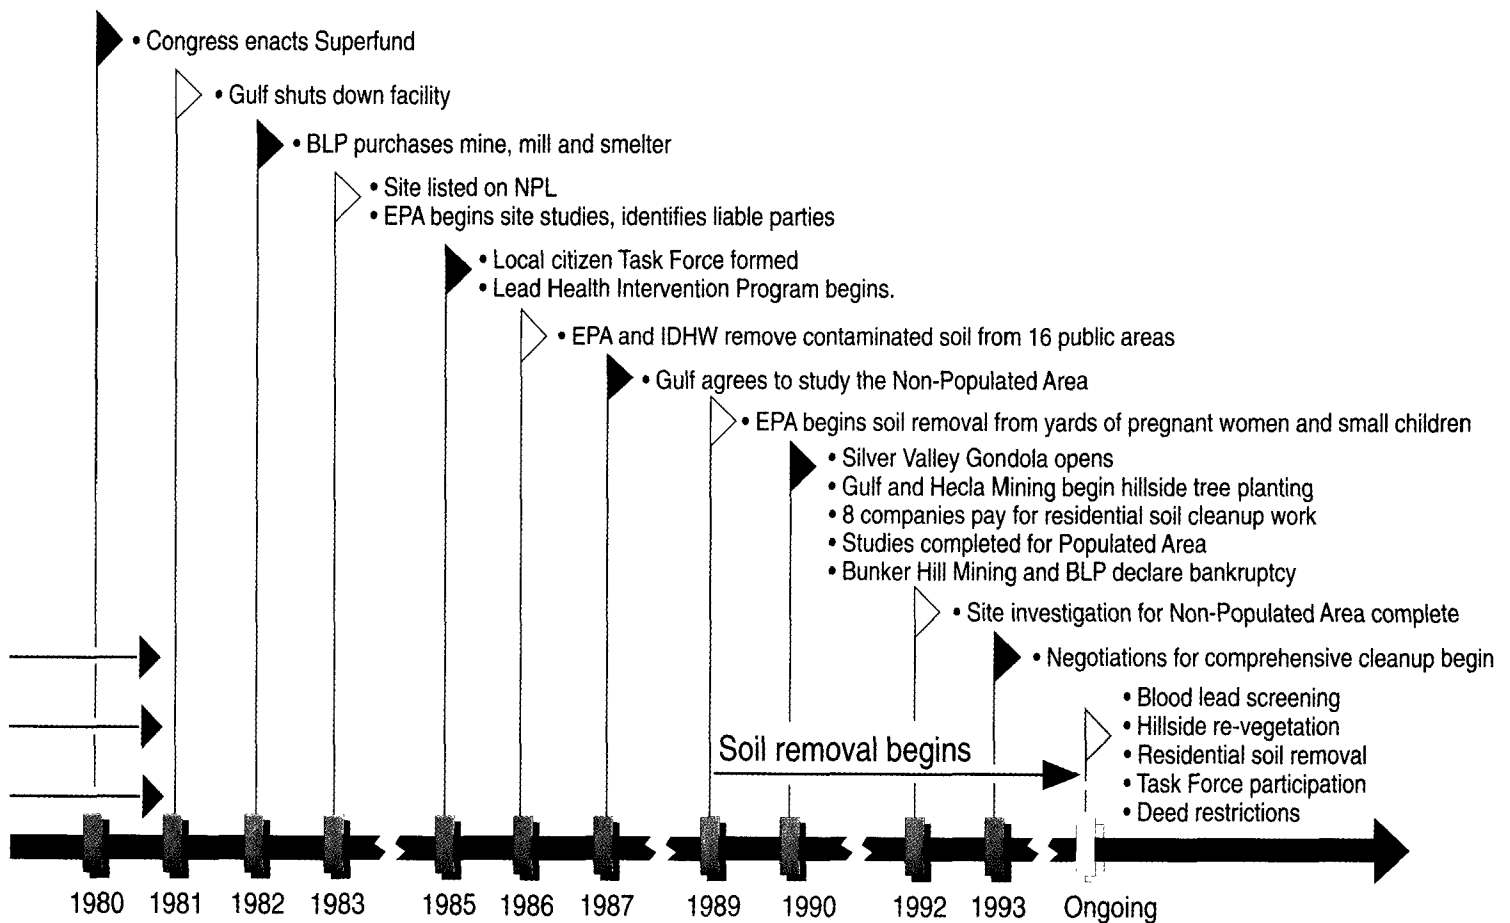 • Congress enacts Superfund
• Gulf shuts down facility
• BLP purchases mine, mill and smelter
• Site listed on NPL
• EPA begins site studies, identifies liable parties
• Local citizen Task Force formed
• Lead Health Intervention Program begins.
• EPA and IDHW remove contaminated soil from 16 public areas
• Gulf agrees to study the Non-Populated Area
• EPA begins soil removal from yards of pregnant women and small children
• Silver Valley Gondola opens
• Gulf and Hecla Mining begin hillside tree planting
• 8 companies pay for residential soil cleanup work
• Studies completed for Populated Area
• Bunker Hill Mining and BLP declare bankruptcy
• Site investigation for Non-Populated Area complete
• Negotiations for comprehensive cleanup begin
• Blood lead screening
• Hillside re-vegetation
• Residential soil removal
• Task Force participation
• Deed restrictions
Soil removal begins
1980 1981 1982 1983 1985 1986 1987 1989 1990 1992 1993 Ongoing